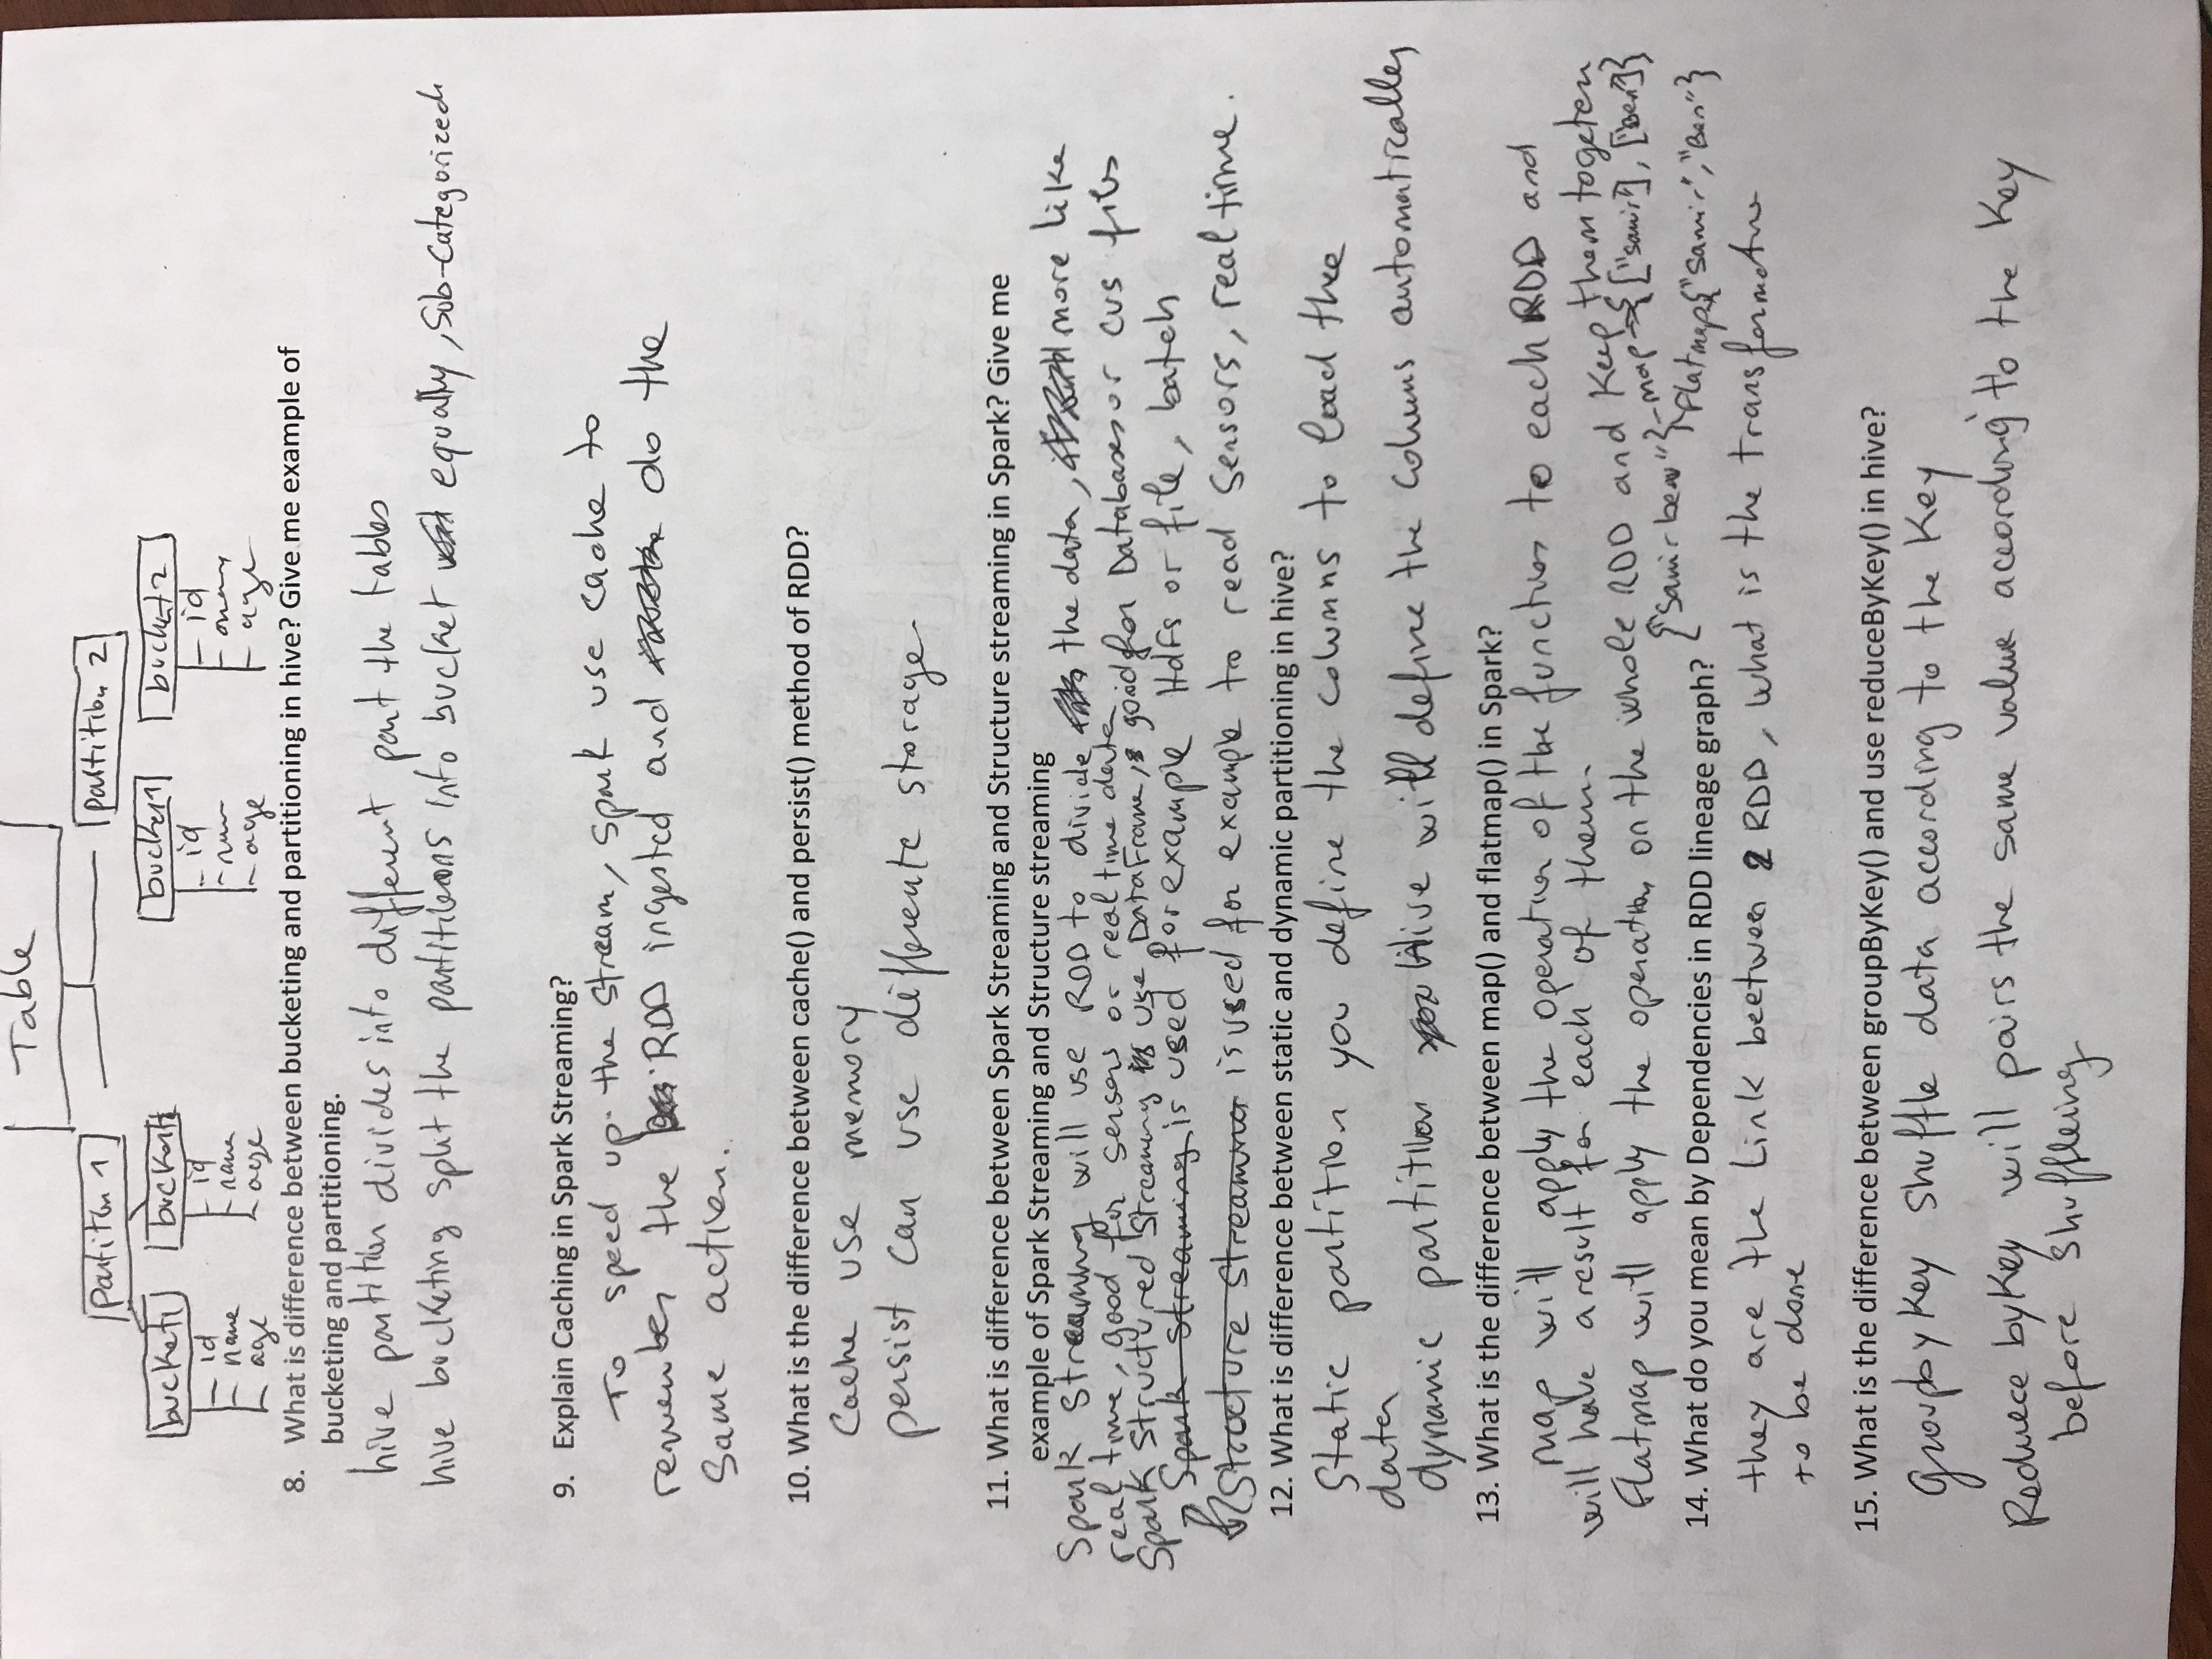 Table
Partition 1
partition 2
bucket1
bucket1
bucket2
id
id
id
id
name
name
age
age
age
age
8. What is difference between bucketing and partitioning in hive? Give me example of
bucketing and partitioning.
hive partition divides into different part the tables
hive bucketing split the partitions into bucket equally, Sub-Categorized
9. Explain Caching in Spark Streaming?
To speed up the stream, spark use cache to
remember the RDD ingested and do the
same action.
10. What is the difference between cache() and persist() method of RDD?
Cache use memory
persist can use differente storage
11. What is difference between Spark Streaming and Structure streaming in Spark? Give me
example of Spark Streaming and Structure streaming
Spark Streaming will use RDD to divide the data, more like
real time, good for sensors or real time data
Spark Structured Streaming use DataFrame, good for Databases or cvs files
Spark Streaming is used for example HdFs or file, batch
Structure Streaming is used for example to read sensors, real time.
12. What is difference between static and dynamic partitioning in hive?
Static partition you define the columns to load thee
data
dynamic partition Hive will define the Columns automatically
13. What is the difference between map() and flatmap() in Spark?
map will apply the operation of the function to each RDD and
will have a result for each of them
Flatmap will apply the operation on the whole RDD and Keep them togeter
{"Samir ben"} map → {["samir"], ["Ben"]}
Flatmap {"Samir", "Ben"}
14. What do you mean by Dependencies in RDD lineage graph?
they are the Link beetween 2 RDD, what is the transformation
to be done
15. What is the difference between groupByKey() and use reduceByKey() in hive?
Groupby Key Shuffle data according to the Key
Reducece byKey will pairs the same value according to the Key
before shuffleing